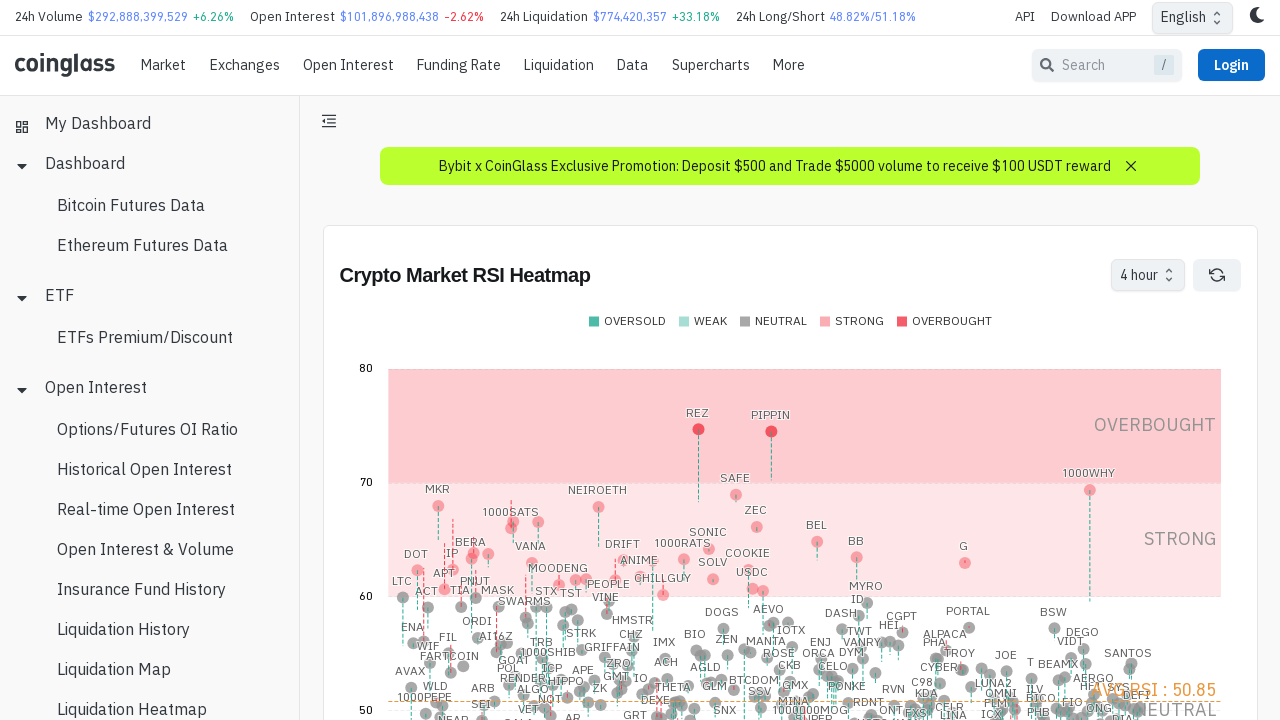 24h Volume $292,888,399,529 +6.26% Open Interest $101,896,988,438 -2.62% 24h Liquidation $774,420,357 +33.18% 24h Long/Short 48.82%/51.18% API Download APP English
coinglass Market Exchanges Open Interest Funding Rate Liquidation Data Supercharts More Search / Login
My Dashboard
Dashboard
Bitcoin Futures Data
Ethereum Futures Data
ETF
ETFs Premium/Discount
Open Interest
Options/Futures OI Ratio
Historical Open Interest
Real-time Open Interest
Open Interest & Volume
Insurance Fund History
Liquidation History
Liquidation Map
Liquidation Heatmap
Bybit x CoinGlass Exclusive Promotion: Deposit $500 and Trade $5000 volume to receive $100 USDT reward
Crypto Market RSI Heatmap 4 hour
OVERSOLD WEAK NEUTRAL STRONG OVERBOUGHT
80
REZ PIPPIN
OVERBOUGHT
1000WHY
SAFE
70
MKR NEIROETH
1000SATS ZEC
BEL
SONIC
STRONG
BERA VANA DRIFT 1000RATS BB G
DOT IP ANIME SOLV COOKIE
APT MOODENG USDC
LTC ACT TIA PNUT MASK STX TST PEOPLE CHILLGUY MYRO
60
SWARMS VINE ID
DOGS AEVO DASH CGPT PORTAL BSW
ENA ORDI HMSTR HEI
FIL AI16Z STRK CHZ BIO ZEN IOTX TWT ALPACA DEGO
WIF TRB GRIFFAIN IMX MANTA ENJ VANRY PHA VIDT
FARTCOIN GOAT 1000SHIB ZRO ACH ROSE ORCA DYM TROY JOE SANTOS
AVAX POL ICP APE AGLD CKB CELO CYBER T BEAMX
RENDER HIPPO GMT IO BTCDOM C98 AERGO
WLD ARB ALGO ZK THETA GLM GMX PONKE RVN LUNA2 ILV
AVG RSI : 50.85
1000PEPE SEI NOT DEXE SSV MINA RDNT KDA OMNI BICO DEFI
50
NEAR VET AR GRT SNX SUPER ONT CELR LINA PLM ICX FIO PHB ONG
NEUTRAL